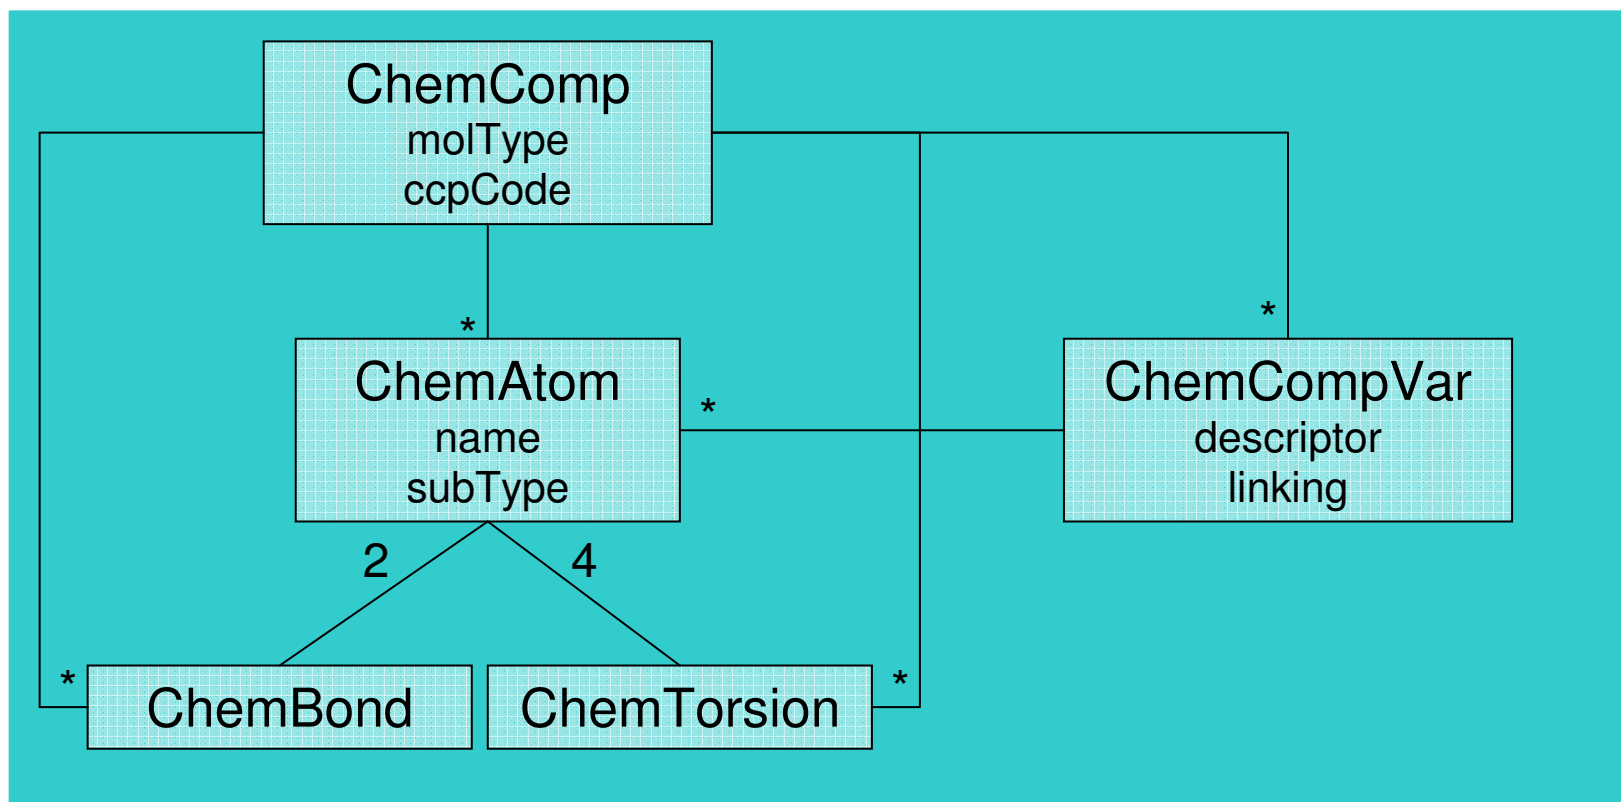 ChemComp
molType
ccpCode
*
*
ChemAtom
name
subType
*
ChemCompVar
descriptor
linking
2
4
*
ChemBond
ChemTorsion
*